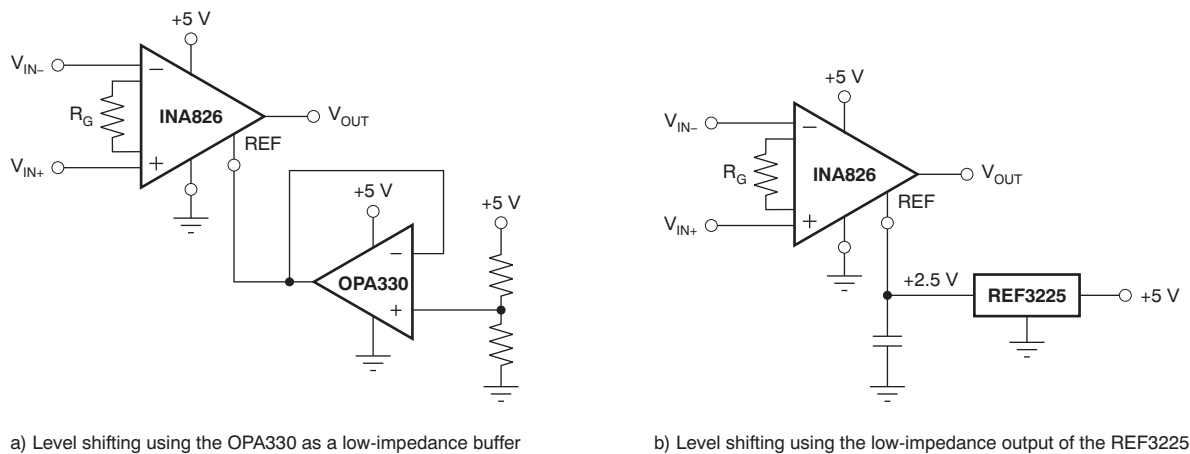 +5 V
V_IN–
–
R_G
INA826
V_OUT
REF
V_IN+
+
+5 V
+5 V
–
OPA330
+
a) Level shifting using the OPA330 as a low-impedance buffer
+5 V
V_IN–
–
R_G
INA826
V_OUT
REF
V_IN+
+
+2.5 V
REF3225
+5 V
b) Level shifting using the low-impedance output of the REF3225